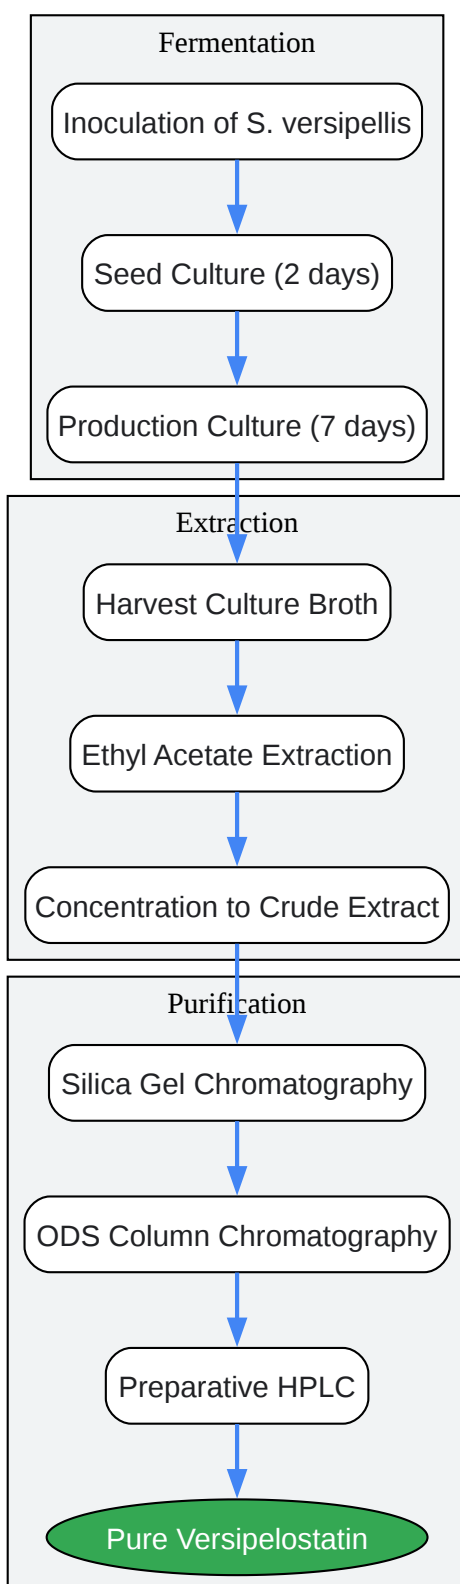 Fermentation
Inoculation of S. versipellis
Seed Culture (2 days)
Production Culture (7 days)
Extraction
Harvest Culture Broth
Ethyl Acetate Extraction
Concentration to Crude Extract
Purification
Silica Gel Chromatography
ODS Column Chromatography
Preparative HPLC
Pure Versipelostatin